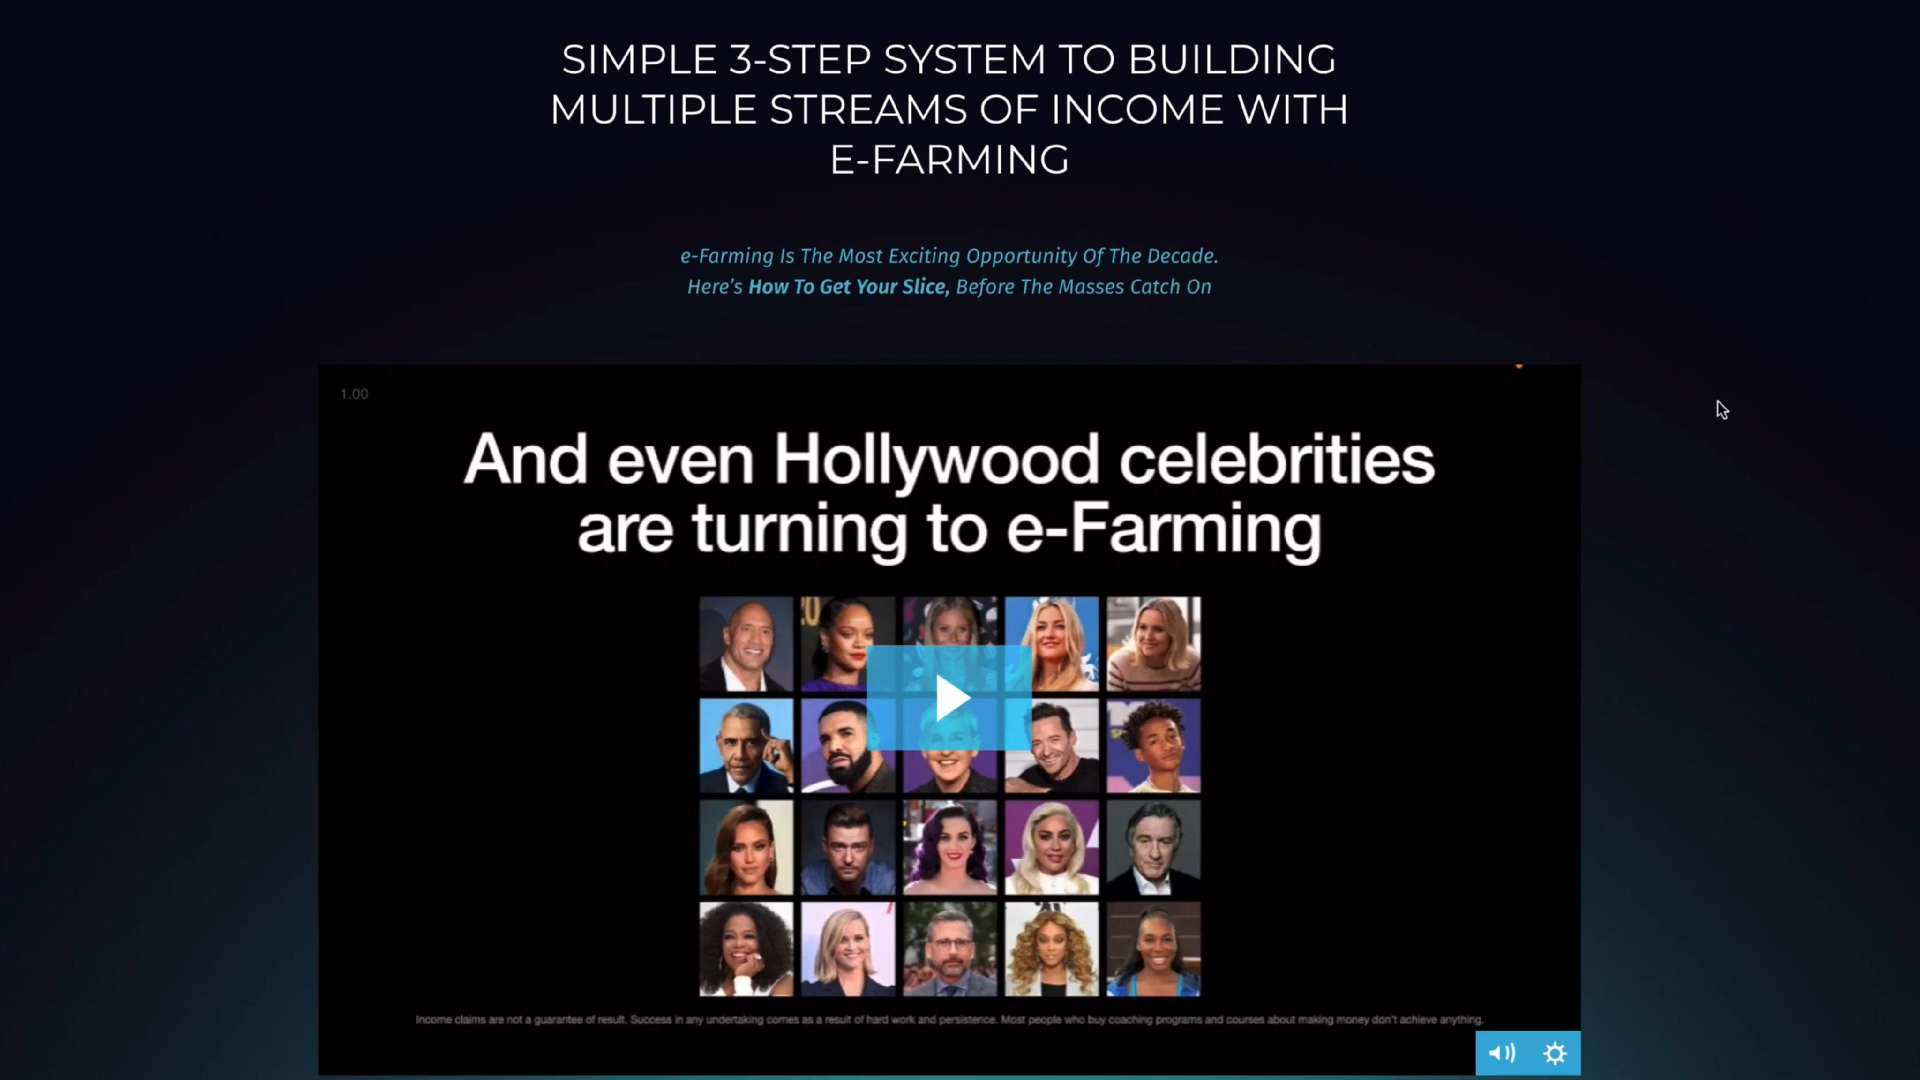 SIMPLE 3-STEP SYSTEM TO BUILDING
MULTIPLE STREAMS OF INCOME WITH
E-FARMING
e-Farming Is The Most Exciting Opportunity Of The Decade.
Here's How To Get Your Slice, Before The Masses Catch On
1.00
And even Hollywood celebrities
are turning to e-Farming
Income claims are not a guarantee of result. Success in any undertaking comes as a result of hard work and persistence. Most people who buy coaching programs and courses about making money don't achieve anything.